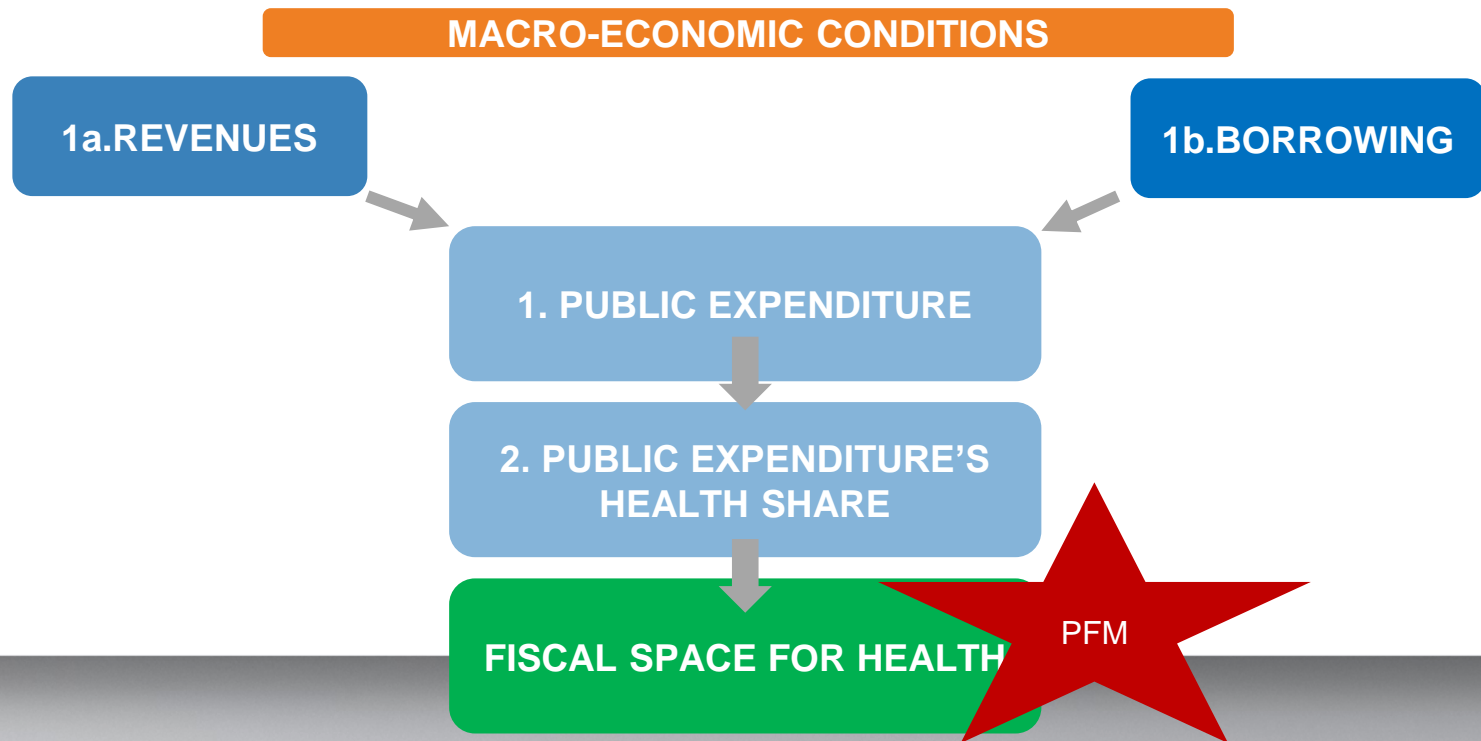 MACRO-ECONOMIC CONDITIONS
1a.REVENUES
1b.BORROWING
1. PUBLIC EXPENDITURE
2. PUBLIC EXPENDITURE’S
HEALTH SHARE
FISCAL SPACE FOR HEALTH
PFM